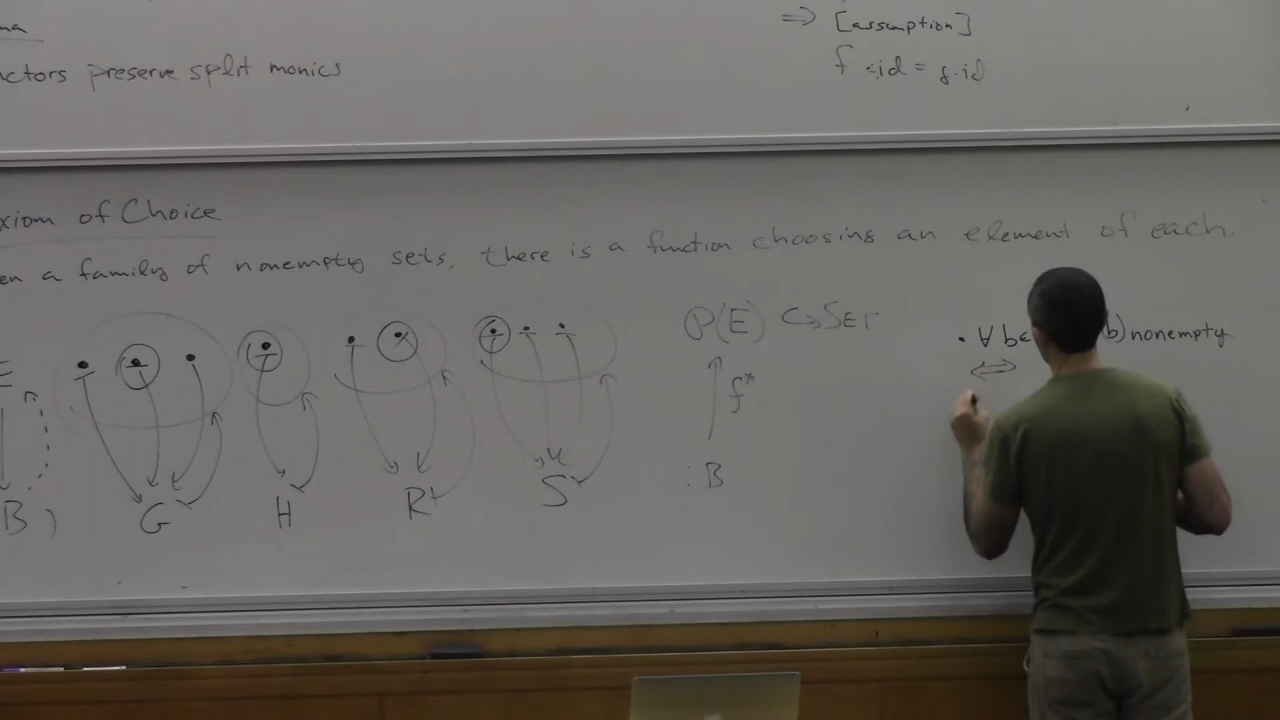 ⇒ [assumption]
f ∘ id = g ∘ id
ctors preserve split monics
xiom of Choice
en a family of nonempty sets, there is a function choosing an element of each.
P(E) ↪ Set
f*
: B
• ∀ b∈ b) nonempty
⇔
E
B )
G H R S